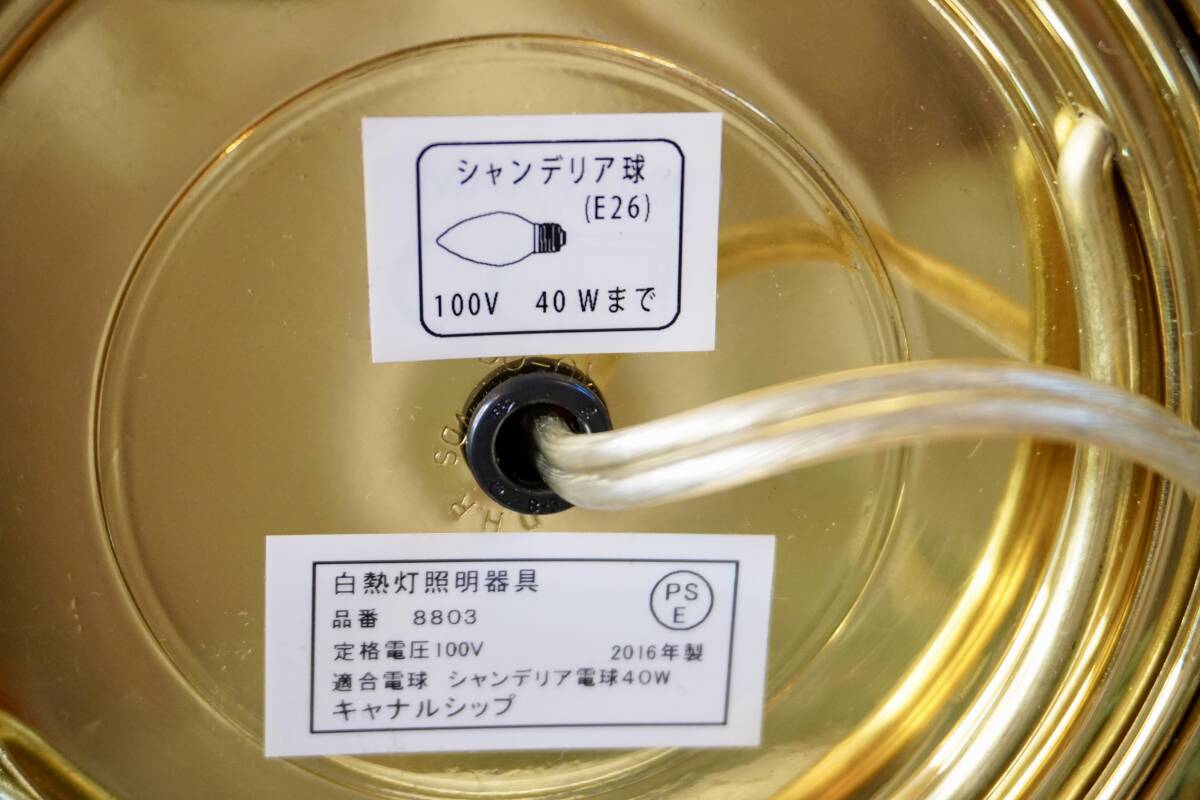 シャンデリア球
(E26)
100V 40Wまで
白熱灯照明器具
PS
E
品番 8803
定格電圧100V 2016年製
適合電球 シャンデリア電球40W
キャナルシップ